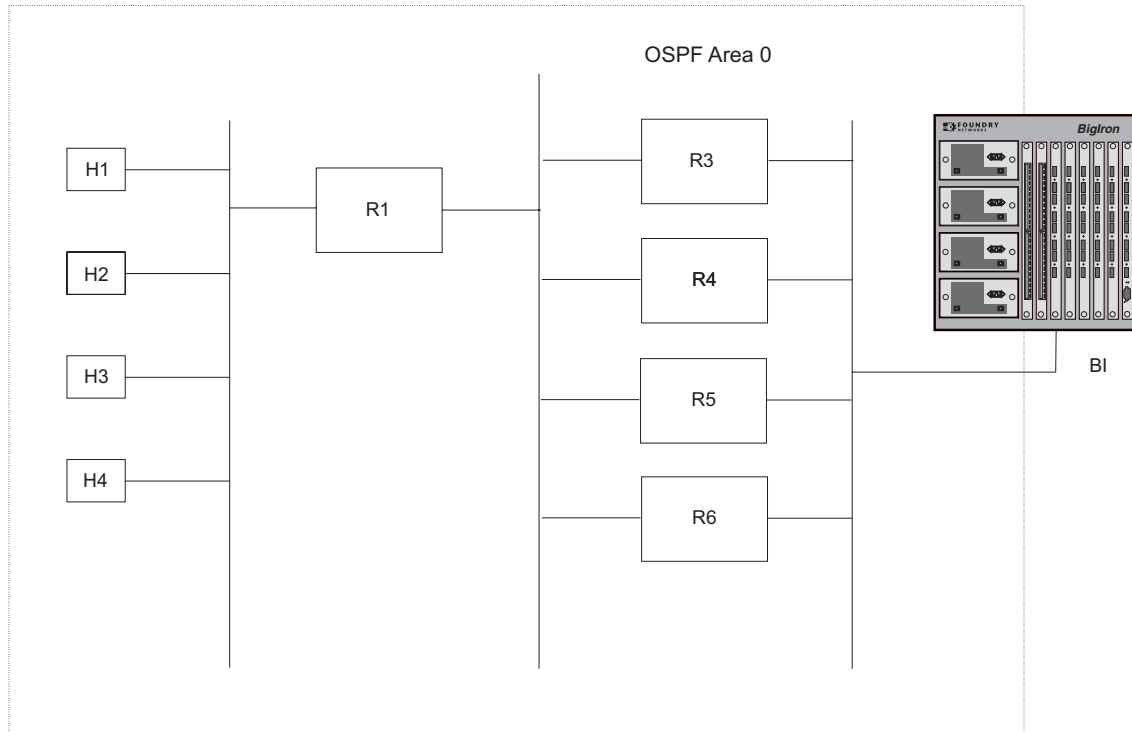 OSPF Area 0
FOUNDRY
NETWORKS
BigIron
H1
R3
R1
H2
R4
H3
BI
R5
H4
R6